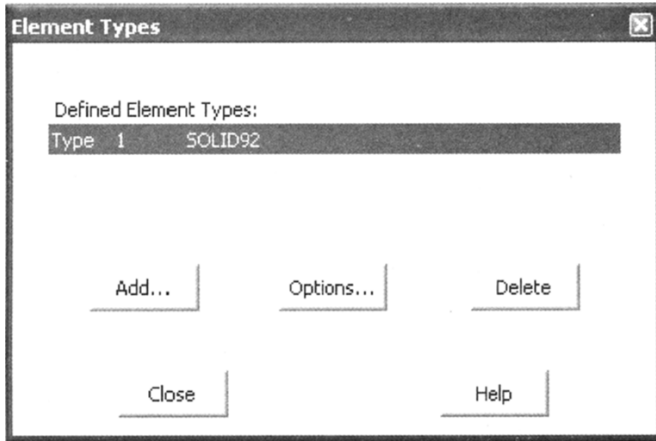 Element Types
Defined Element Types:
Type 1 SOLID92
Add... Options... Delete
Close Help